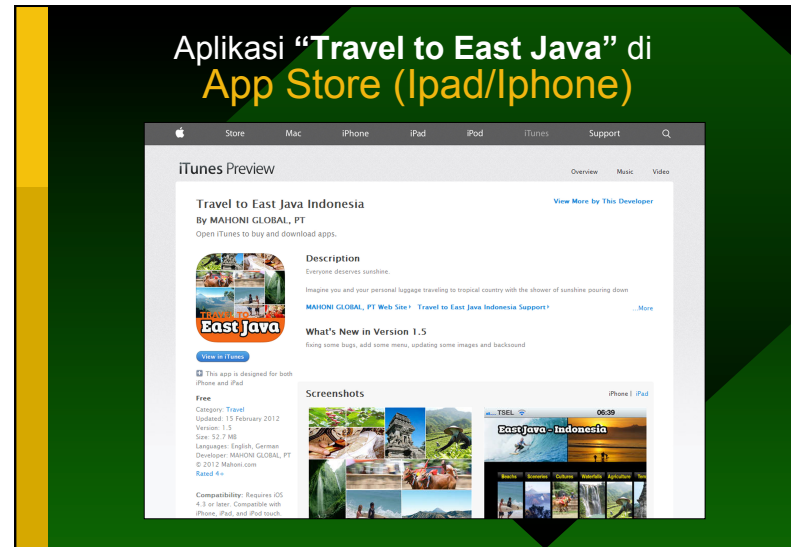 Aplikasi “Travel to East Java” di
App Store (Ipad/Iphone)
Store Mac iPhone iPad iPod iTunes Support
iTunes Preview
Overview Music Video
Travel to East Java Indonesia
View More by This Developer
By MAHONI GLOBAL, PT
Open iTunes to buy and download apps.
TRAVEL TO
East Java
View in iTunes
This app is designed for both
iPhone and iPad
Free
Category: Travel
Updated: 15 February 2012
Version: 1.5
Size: 52.7 MB
Languages: English, German
Developer: MAHONI GLOBAL, PT
© 2012 Mahoni.com
Rated 4+
Compatibility: Requires iOS
4.3 or later. Compatible with
iPhone, iPad, and iPod touch.
Description
Everyone deserves sunshine.
Imagine you and your personal luggage traveling to tropical country with the shower of sunshine pouring down
MAHONI GLOBAL, PT Web Site Travel to East Java Indonesia Support
...More
What's New in Version 1.5
fixing some bugs, add some menu, updating some images and backsound
Screenshots
iPhone | iPad
TSEL 06:39
East Java - Indonesia
Beachs Sceneries Cultures Waterfalls Agriculture